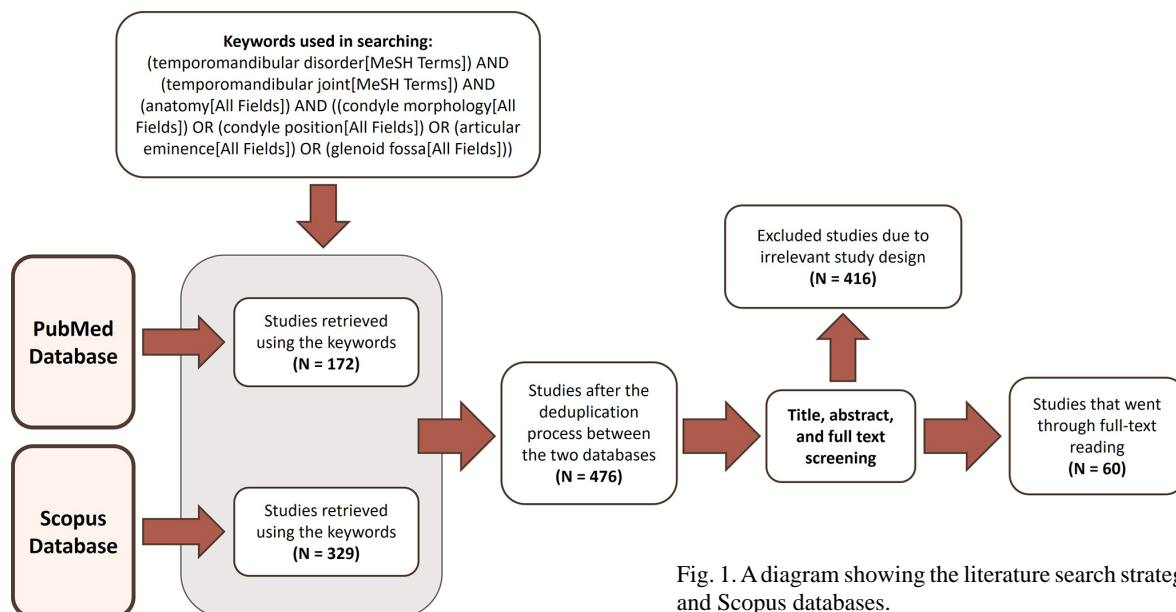 Keywords used in searching:
(temporomandibular disorder[MeSH Terms]) AND
(temporomandibular joint[MeSH Terms]) AND
(anatomy[All Fields]) AND ((condyle morphology[All
Fields]) OR (condyle position[All Fields]) OR (articular
eminence[All Fields]) OR (glenoid fossa[All Fields]))
PubMed
Database
Studies retrieved
using the keywords
(N = 172)
Scopus
Database
Studies retrieved
using the keywords
(N = 329)
Studies after the
deduplication
process between
the two databases
(N = 476)
Title, abstract,
and full text
screening
Excluded studies due to
irrelevant study design
(N = 416)
Studies that went
through full-text
reading
(N = 60)
Fig. 1. A diagram showing the literature search
and Scopus databases.